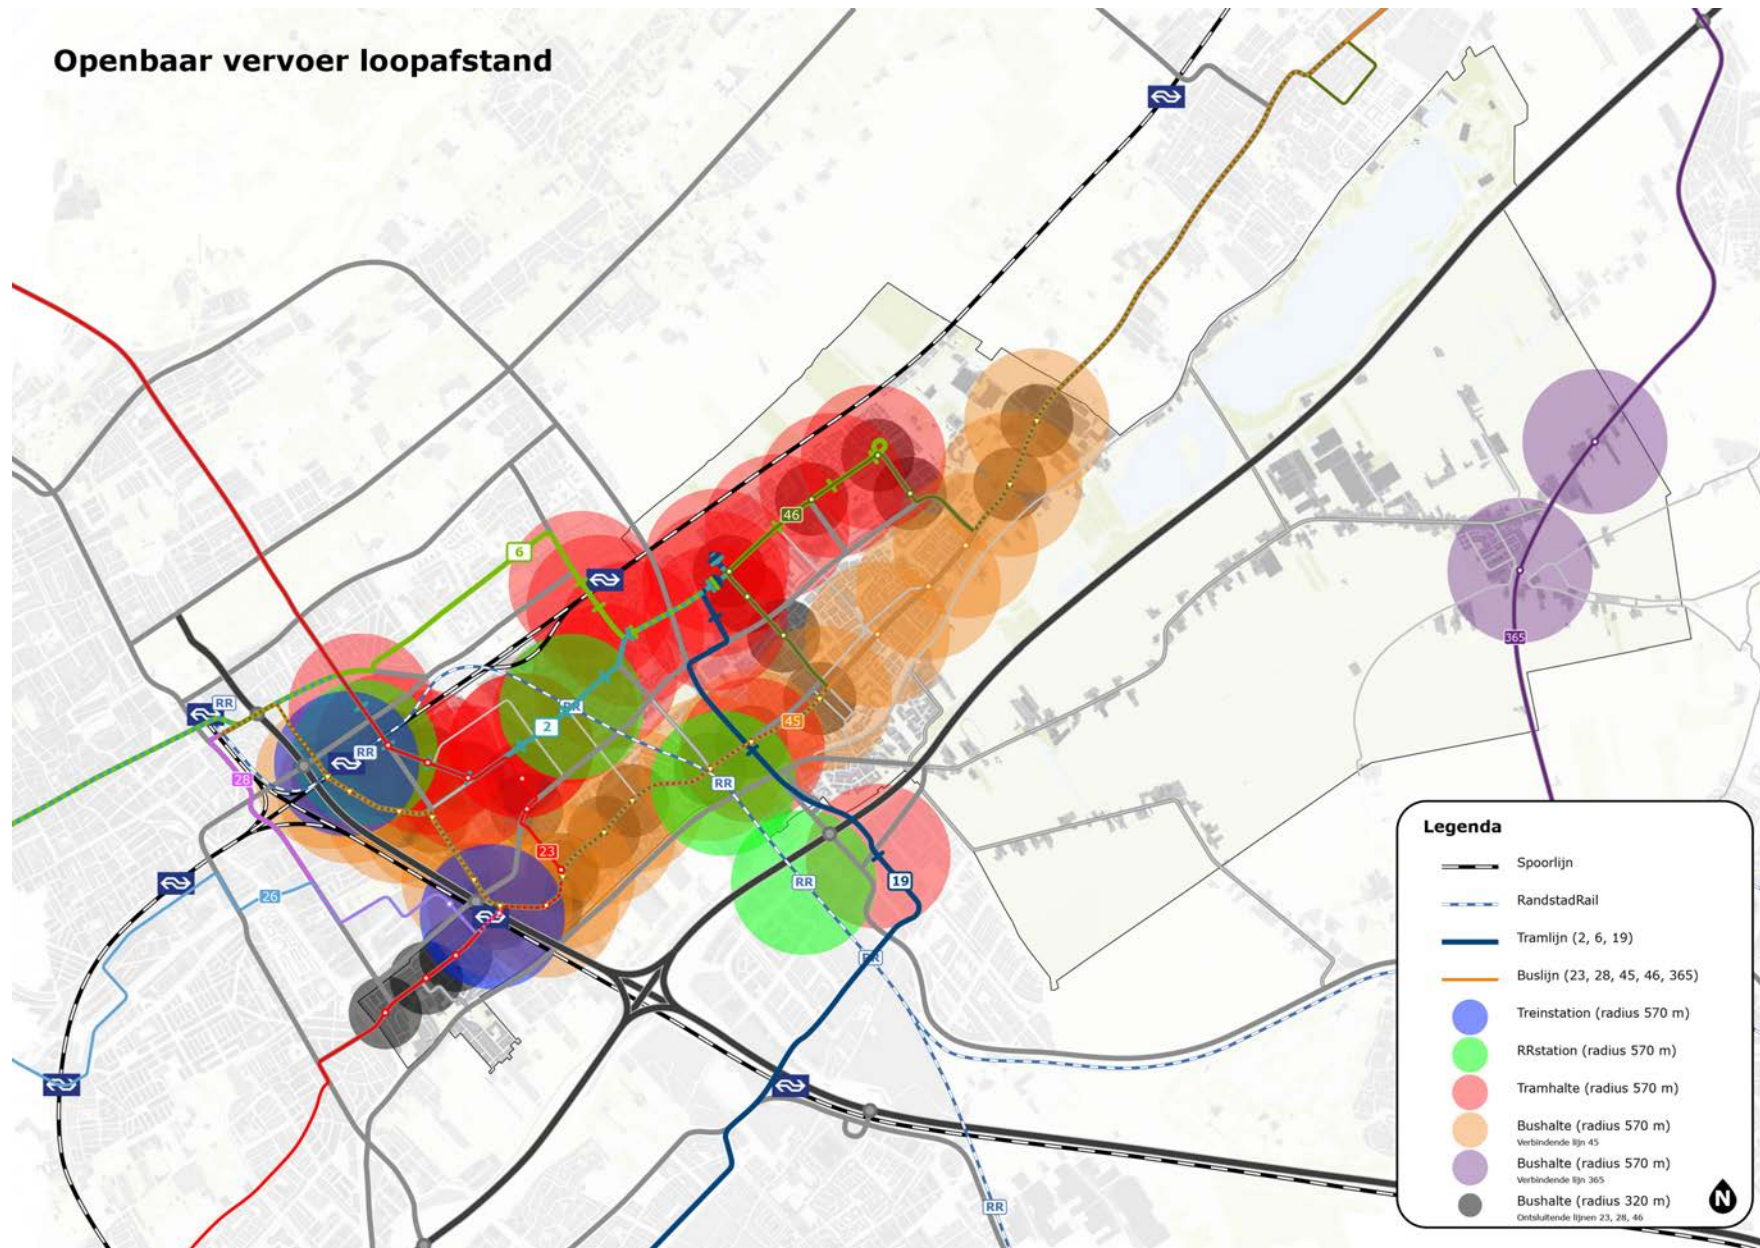 Openbaar vervoer loopafstand
46
6
RR
2
RR
45
365
RR
28
RR
23
RR
19
26
RR
RR
Legenda
Spoorlijn
RandstadRail
Tramlijn (2, 6, 19)
Buslijn (23, 28, 45, 46, 365)
Treinstation (radius 570 m)
RRstation (radius 570 m)
Tramhalte (radius 570 m)
Bushalte (radius 570 m)
Verbindende lijn 45
Bushalte (radius 570 m)
Verbindende lijn 365
Bushalte (radius 320 m)
Ontsluitende lijnen 23, 28, 46
N